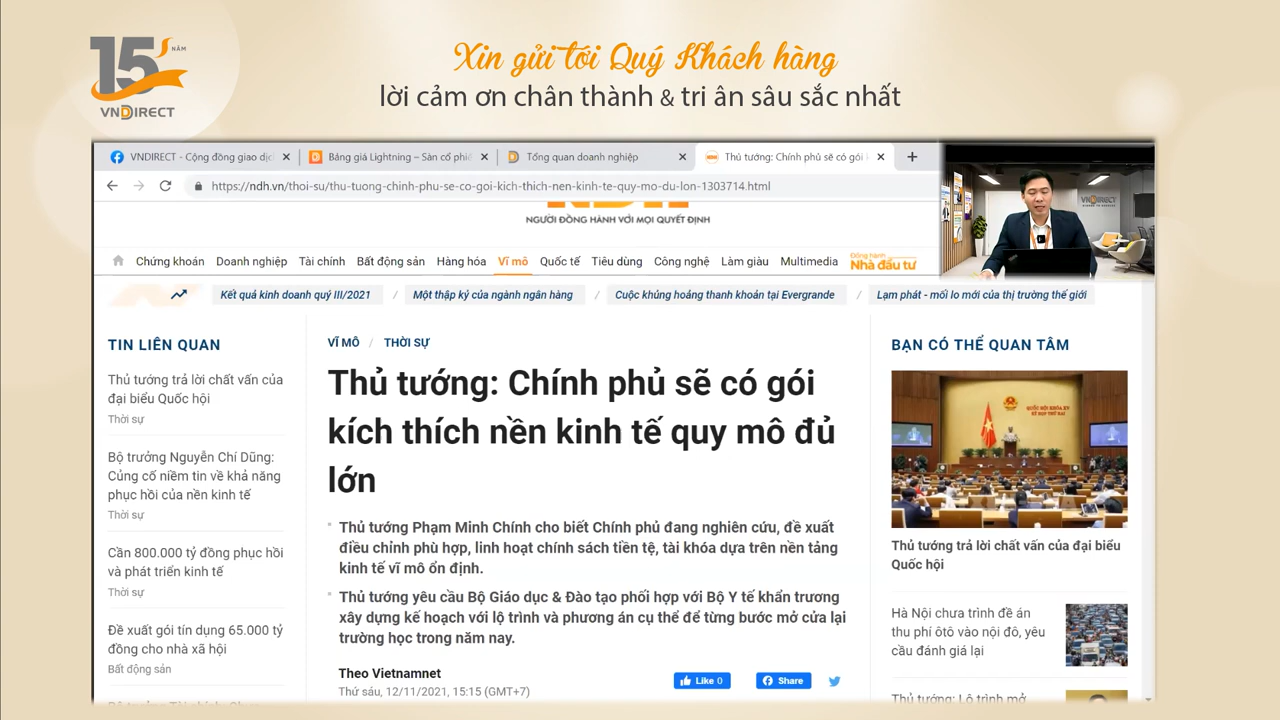 15 NĂM
VNDIRECT
Xin gửi tới Quý Khách hàng
lời cảm ơn chân thành & tri ân sâu sắc nhất
VNDIRECT - Cộng đồng giao dịc
Bảng giá Lightning – Sàn cổ phiế
Tổng quan doanh nghiệp
Thủ tướng: Chính phủ sẽ có gói k
https://ndh.vn/thoi-su/thu-tuong-chinh-phu-se-co-goi-kich-thich-nen-kinh-te-quy-mo-du-lon-1303714.html
VNDIRECT
NGƯỜI ĐỒNG HÀNH VỚI MỌI QUYẾT ĐỊNH
Chứng khoán Doanh nghiệp Tài chính Bất động sản Hàng hóa Vĩ mô Quốc tế Tiêu dùng Công nghệ Làm giàu Multimedia Đồng hành Nhà đầu tư
Kết quả kinh doanh quý III/2021 / Một thập kỷ của ngành ngân hàng / Cuộc khủng hoảng thanh khoản tại Evergrande / Lạm phát - mối lo mới của thị trường thế giới
TIN LIÊN QUAN
Thủ tướng trả lời chất vấn của
đại biểu Quốc hội
Thời sự
Bộ trưởng Nguyễn Chí Dũng:
Củng cố niềm tin về khả năng
phục hồi của nền kinh tế
Thời sự
Cần 800.000 tỷ đồng phục hồi
và phát triển kinh tế
Thời sự
Đề xuất gói tín dụng 65.000 tỷ
đồng cho nhà xã hội
Bất động sản
VĨ MÔ / THỜI SỰ
Thủ tướng: Chính phủ sẽ có gói
kích thích nền kinh tế quy mô đủ
lớn
Thủ tướng Phạm Minh Chính cho biết Chính phủ đang nghiên cứu, đề xuất
điều chỉnh phù hợp, linh hoạt chính sách tiền tệ, tài khóa dựa trên nền tảng
kinh tế vĩ mô ổn định.
Thủ tướng yêu cầu Bộ Giáo dục & Đào tạo phối hợp với Bộ Y tế khẩn trương
xây dựng kế hoạch với lộ trình và phương án cụ thể để từng bước mở cửa lại
trường học trong năm nay.
Theo Vietnamnet
Thứ sáu, 12/11/2021, 15:15 (GMT+7)
Like 0
Share
BẠN CÓ THỂ QUAN TÂM
QUỐC HỘI KHÓA XV
KỲ HỌP THỨ HAI
Thủ tướng trả lời chất vấn của đại biểu
Quốc hội
Hà Nội chưa trình đề án
thu phí ôtô vào nội đô, yêu
cầu đánh giá lại
Thủ tướng: Lộ trình mở